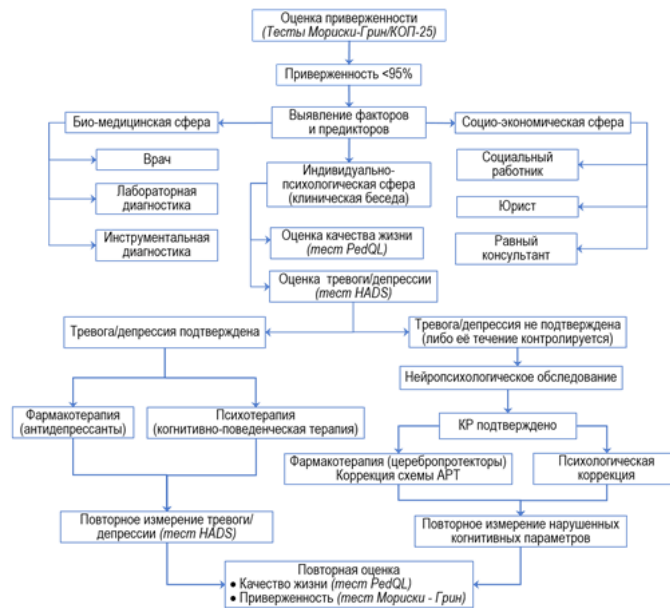 Оценка приверженности
(Тесты Мориски-Грин/КОП-25)
Приверженность <95%
Био-медицинская сфера
Выявление факторов
и предикторов
Социо-экономическая сфера
Врач
Лабораторная
диагностика
Инструментальная
диагностика
Индивидуально-
психологическая сфера
(клиническая беседа)
Оценка качества жизни
(тест PedQL)
Оценка тревоги/депрессии
(тест HADS)
Социальный
работник
Юрист
Равный
консультант
Тревога/депрессия подтверждена
Тревога/депрессия не подтверждена
(либо её течение контролируется)
Нейропсихологическое обследование
Фармакотерапия
(антидепрессанты)
Психотерапия
(когнитивно-поведенческая терапия)
КР подтверждено
Фармакотерапия (церебропротекторы)
Коррекция схемы АРТ
Психологическая
коррекция
Повторное измерение тревоги/
депрессии (тест HADS)
Повторное измерение нарушенных
когнитивных параметров
Повторная оценка
● Качество жизни (тест PedQL)
● Приверженность (тест Мориски - Грин)